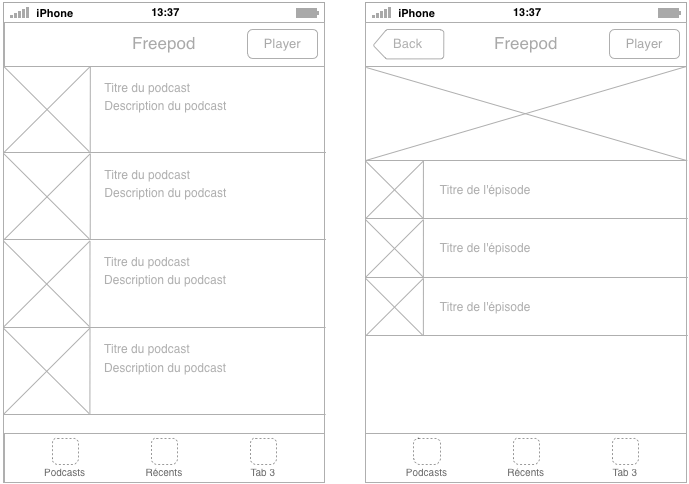 iPhone
13:37
Freepod
Player
Titre du podcast
Description du podcast
Titre du podcast
Description du podcast
Titre du podcast
Description du podcast
Titre du podcast
Description du podcast
Podcasts
Récents
Tab 3
iPhone
13:37
Back
Freepod
Player
Titre de l'épisode
Titre de l'épisode
Titre de l'épisode
Podcasts
Récents
Tab 3